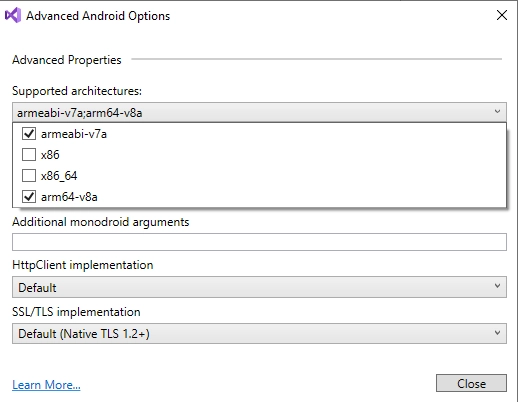 Advanced Android Options
Advanced Properties
Supported architectures:
armeabi-v7a;arm64-v8a
armeabi-v7a
x86
x86_64
arm64-v8a
Additional monodroid arguments
HttpClient implementation
Default
SSL/TLS implementation
Default (Native TLS 1.2+)
Learn More...
Close